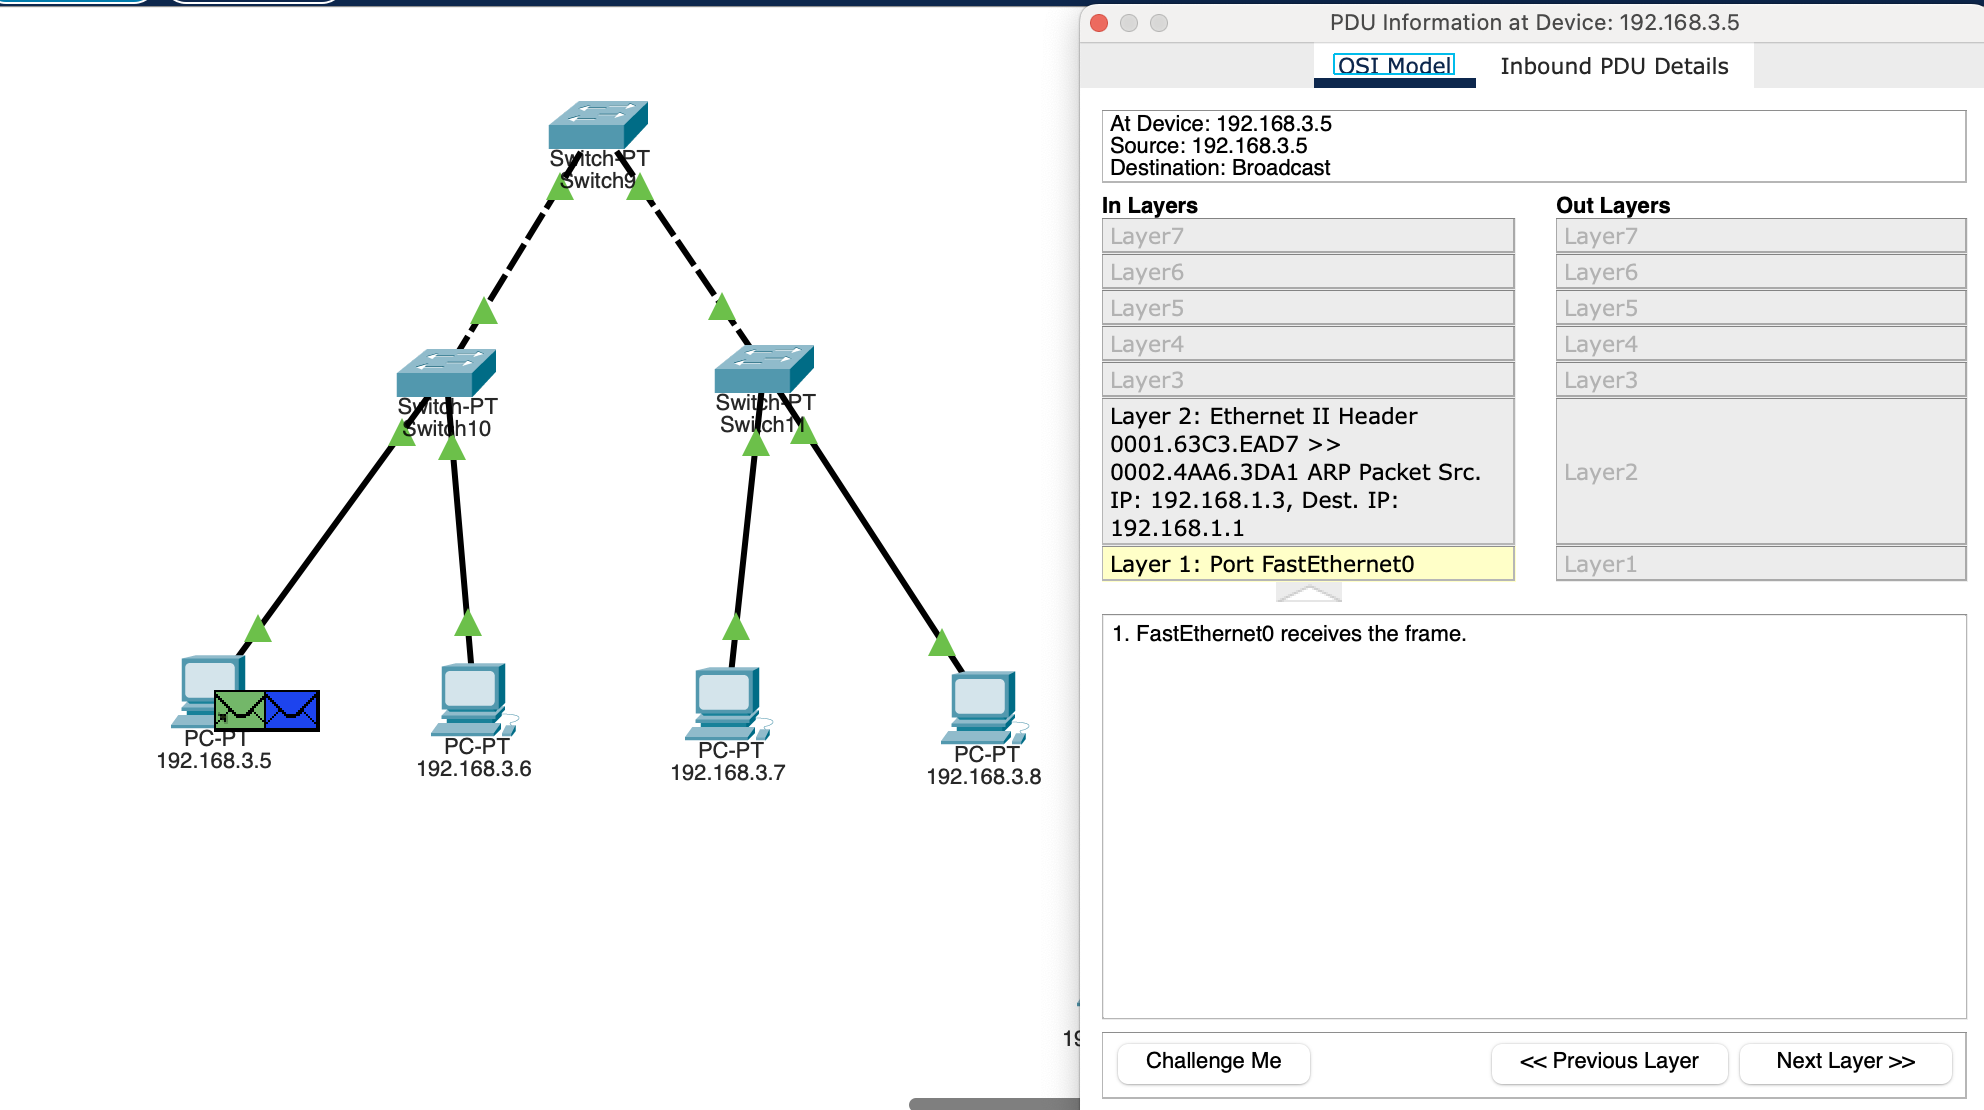 PDU Information at Device: 192.168.3.5
OSI Model
Inbound PDU Details
At Device: 192.168.3.5
Source: 192.168.3.5
Destination: Broadcast
In Layers
Out Layers
Layer7
Layer6
Layer5
Layer4
Layer3
Layer 2: Ethernet II Header
0001.63C3.EAD7 >>
0002.4AA6.3DA1 ARP Packet Src.
IP: 192.168.1.3, Dest. IP:
192.168.1.1
Layer 1: Port FastEthernet0
Layer7
Layer6
Layer5
Layer4
Layer3
Layer2
Layer1
1. FastEthernet0 receives the frame.
Challenge Me
<< Previous Layer
Next Layer >>
Switch-PT
Switch9
Switch-PT
Switch10
Switch-PT
Switch11
PC-PT
192.168.3.5
PC-PT
192.168.3.6
PC-PT
192.168.3.7
PC-PT
192.168.3.8